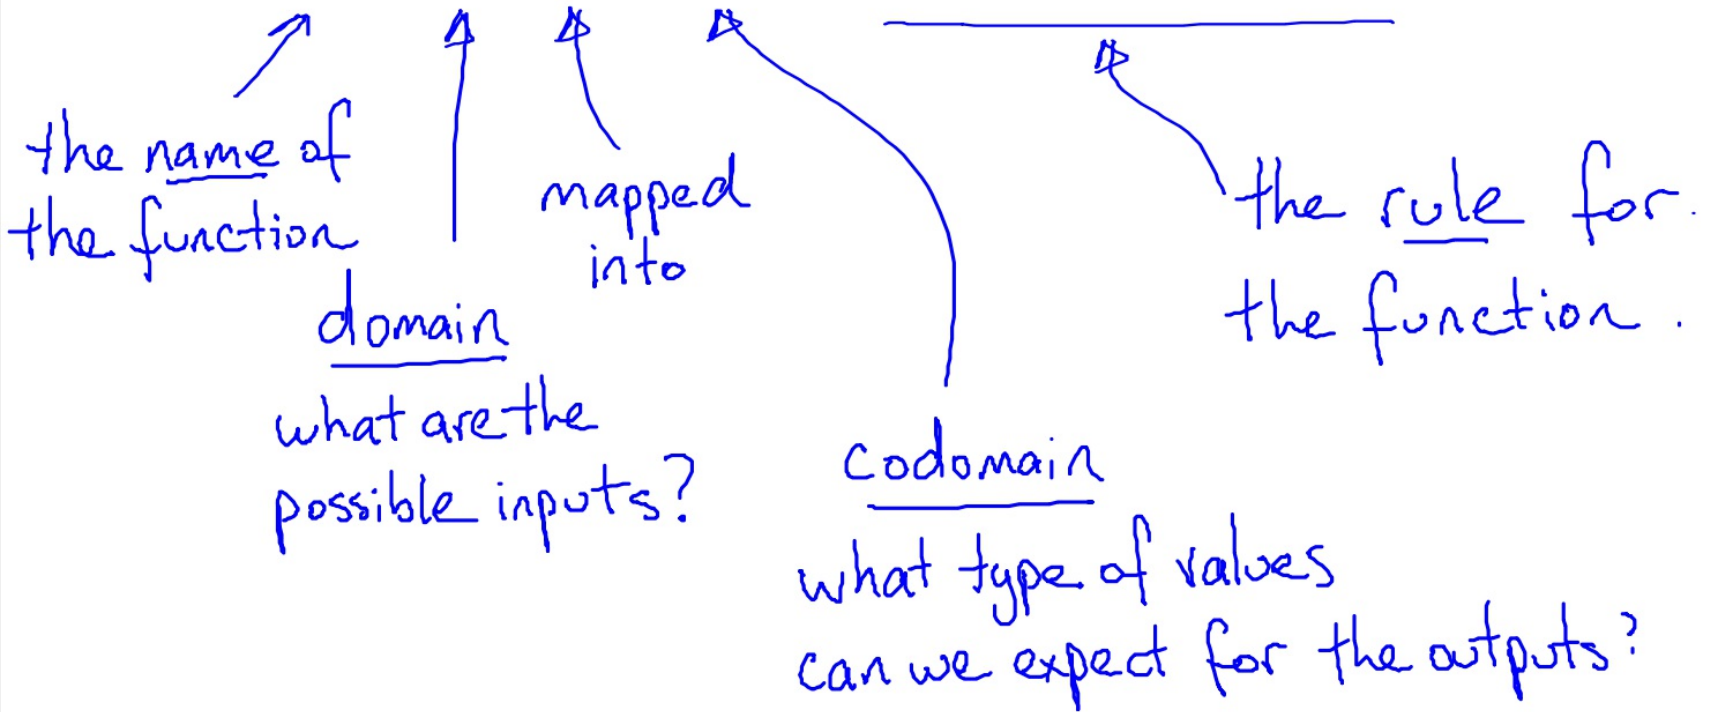 the name of
the function
mapped
into
the rule for
the function.
domain
what are the
possible inputs?
codomain
what type of values
can we expect for the outputs?